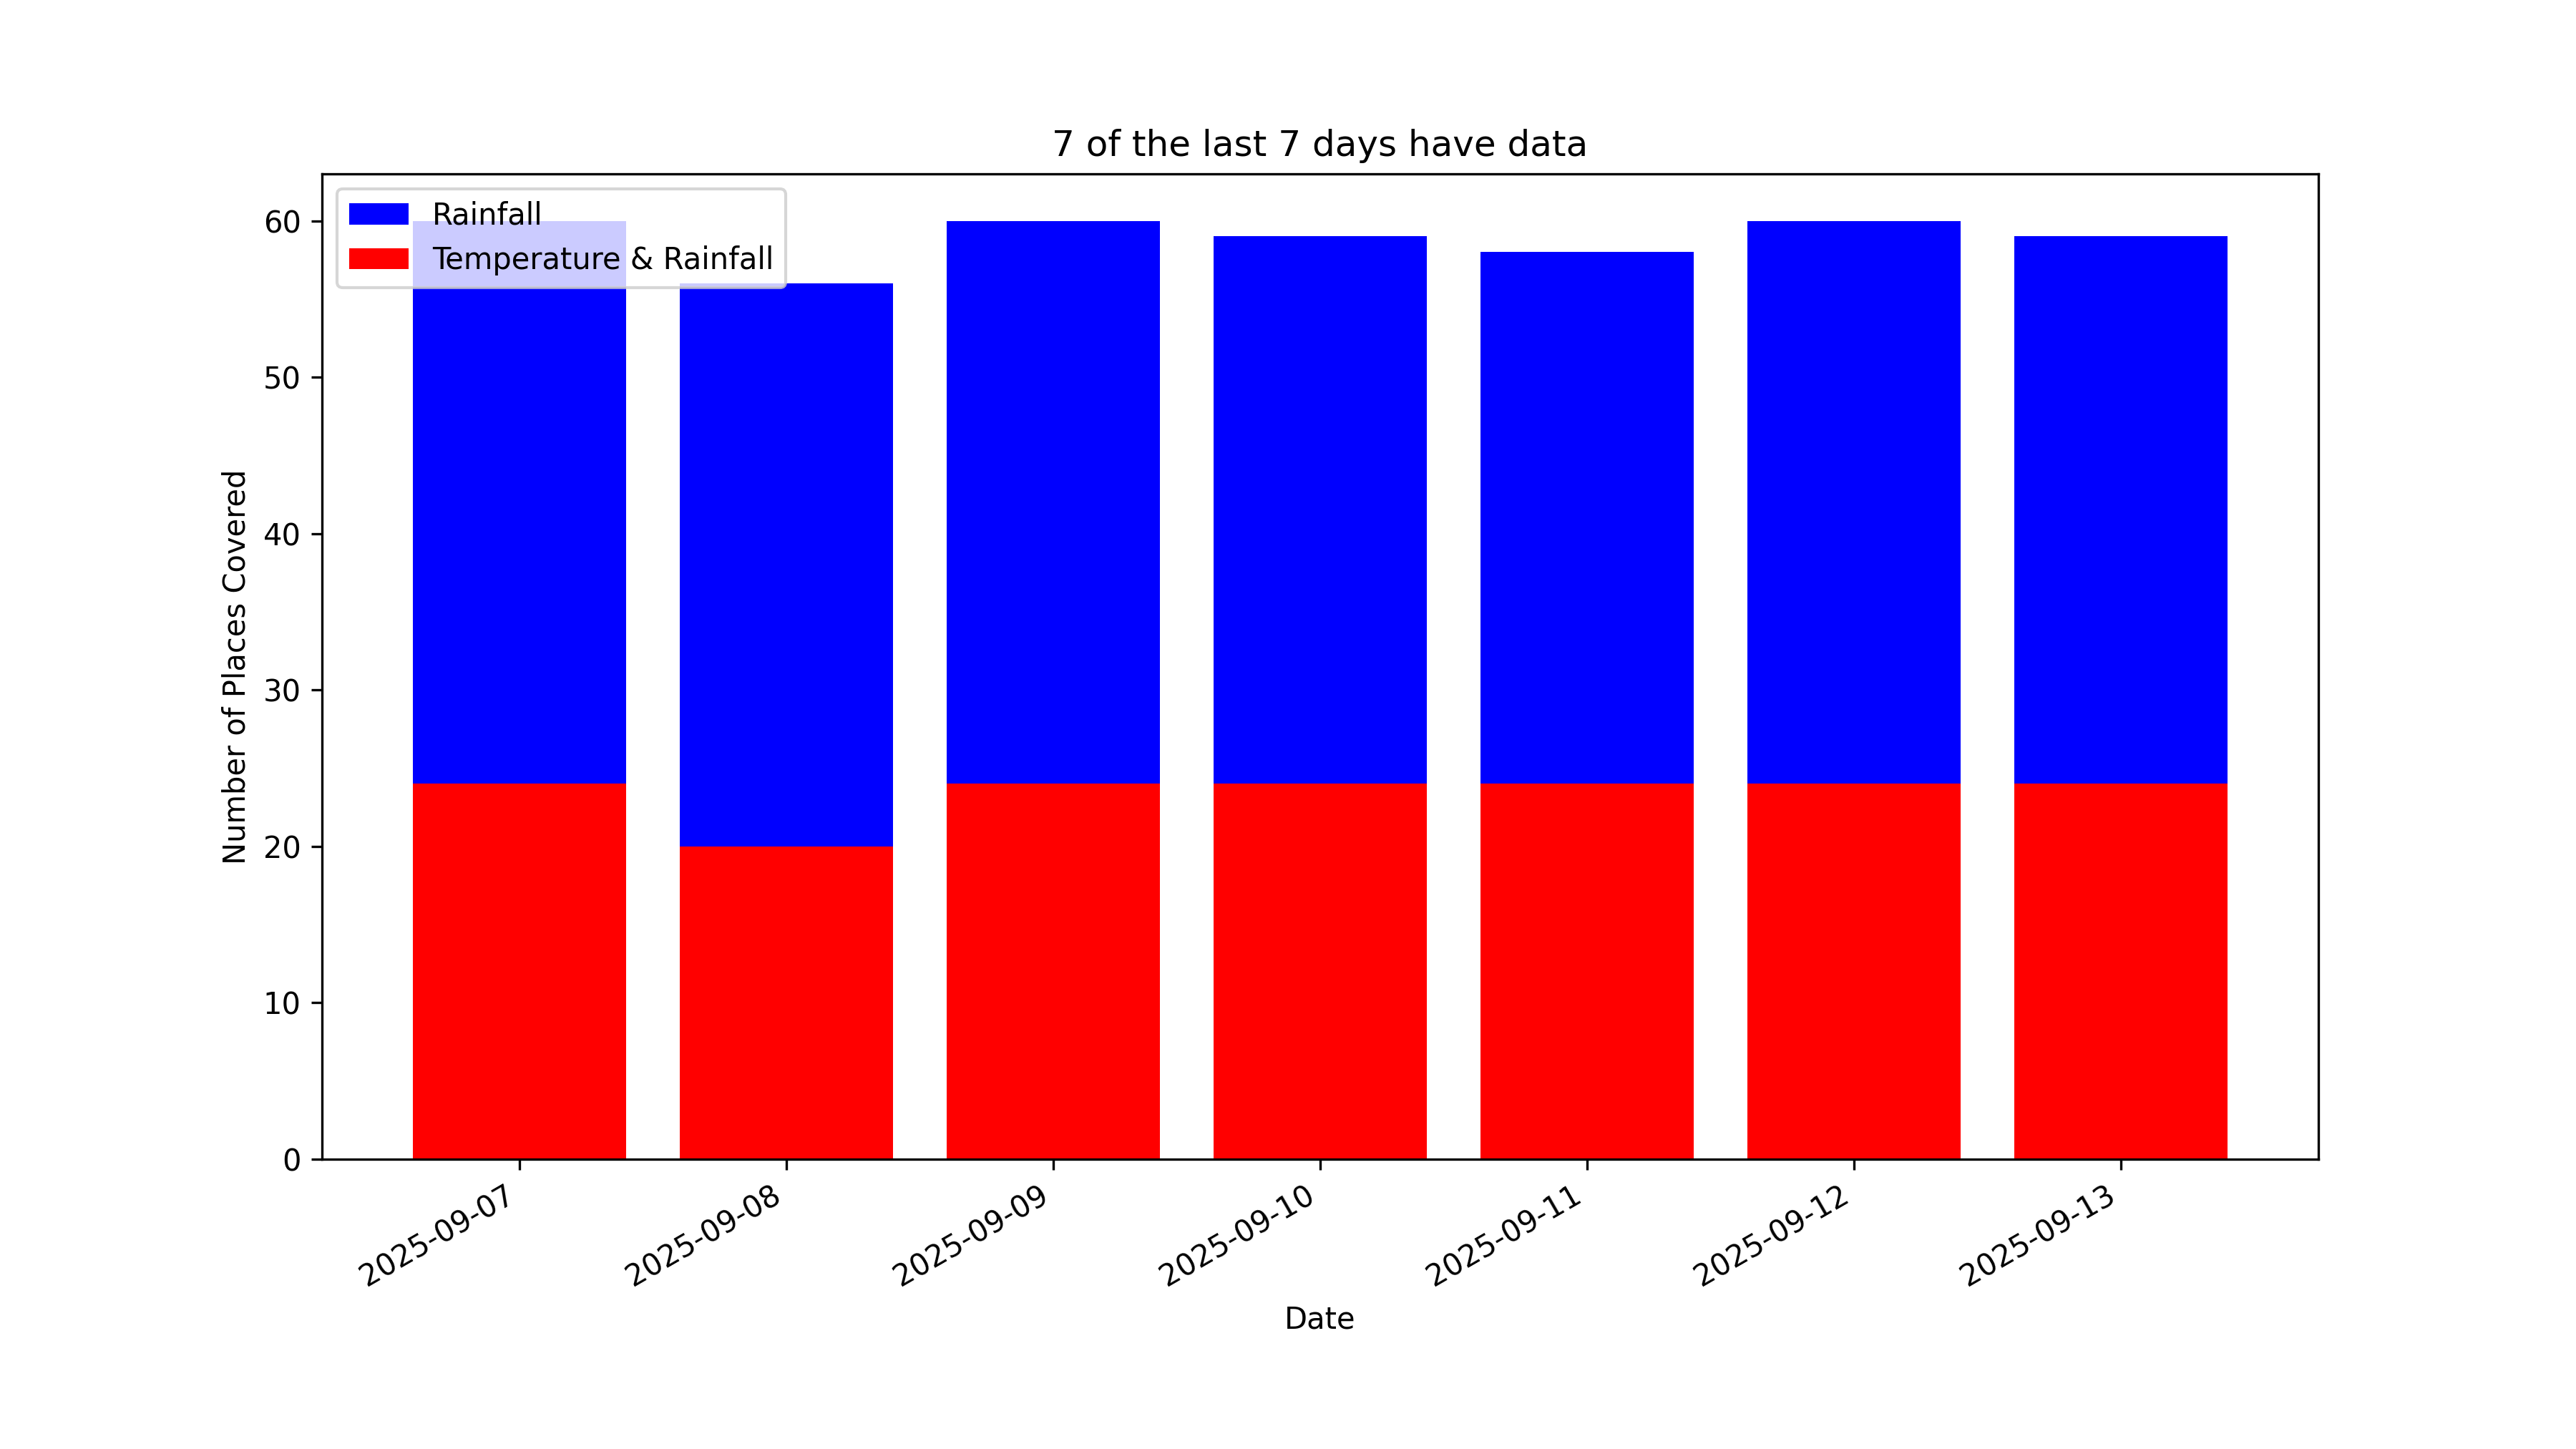 7 of the last 7 days have data
Rainfall
Temperature & Rainfall
Number of Places Covered
60
50
40
30
20
10
0
2025-09-07
2025-09-08
2025-09-09
2025-09-10
2025-09-11
2025-09-12
2025-09-13
Date